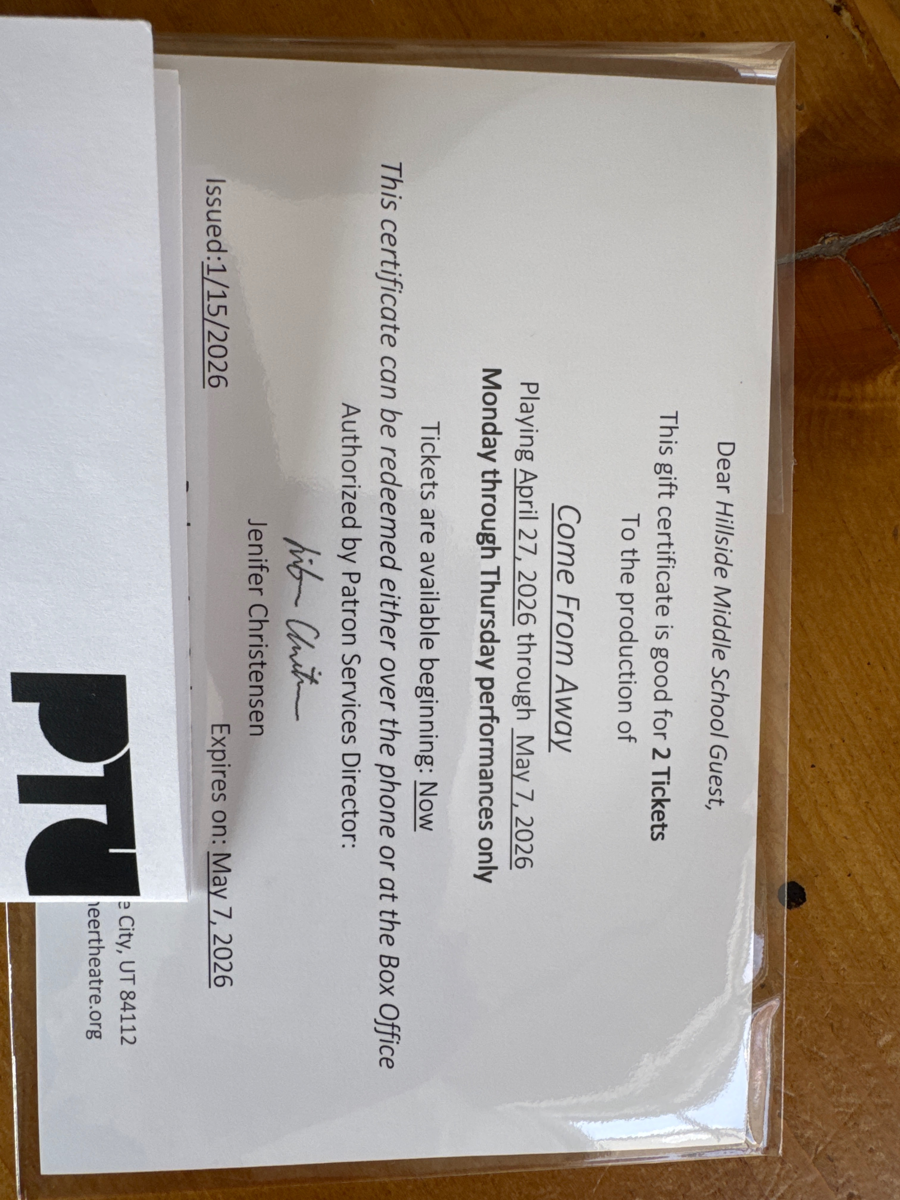 Dear Hillside Middle School Guest,
This gift certificate is good for 2 Tickets
To the production of
Come From Away
Playing April 27, 2026 through May 7, 2026
Monday through Thursday performances only
Tickets are available beginning: Now
This certificate can be redeemed either over the phone or at the Box Office
Authorized by Patron Services Director:
Jenifer Christensen
Issued:1/15/2026 Expires on: May 7, 2026
e City, UT 84112
neertheatre.org
PTC